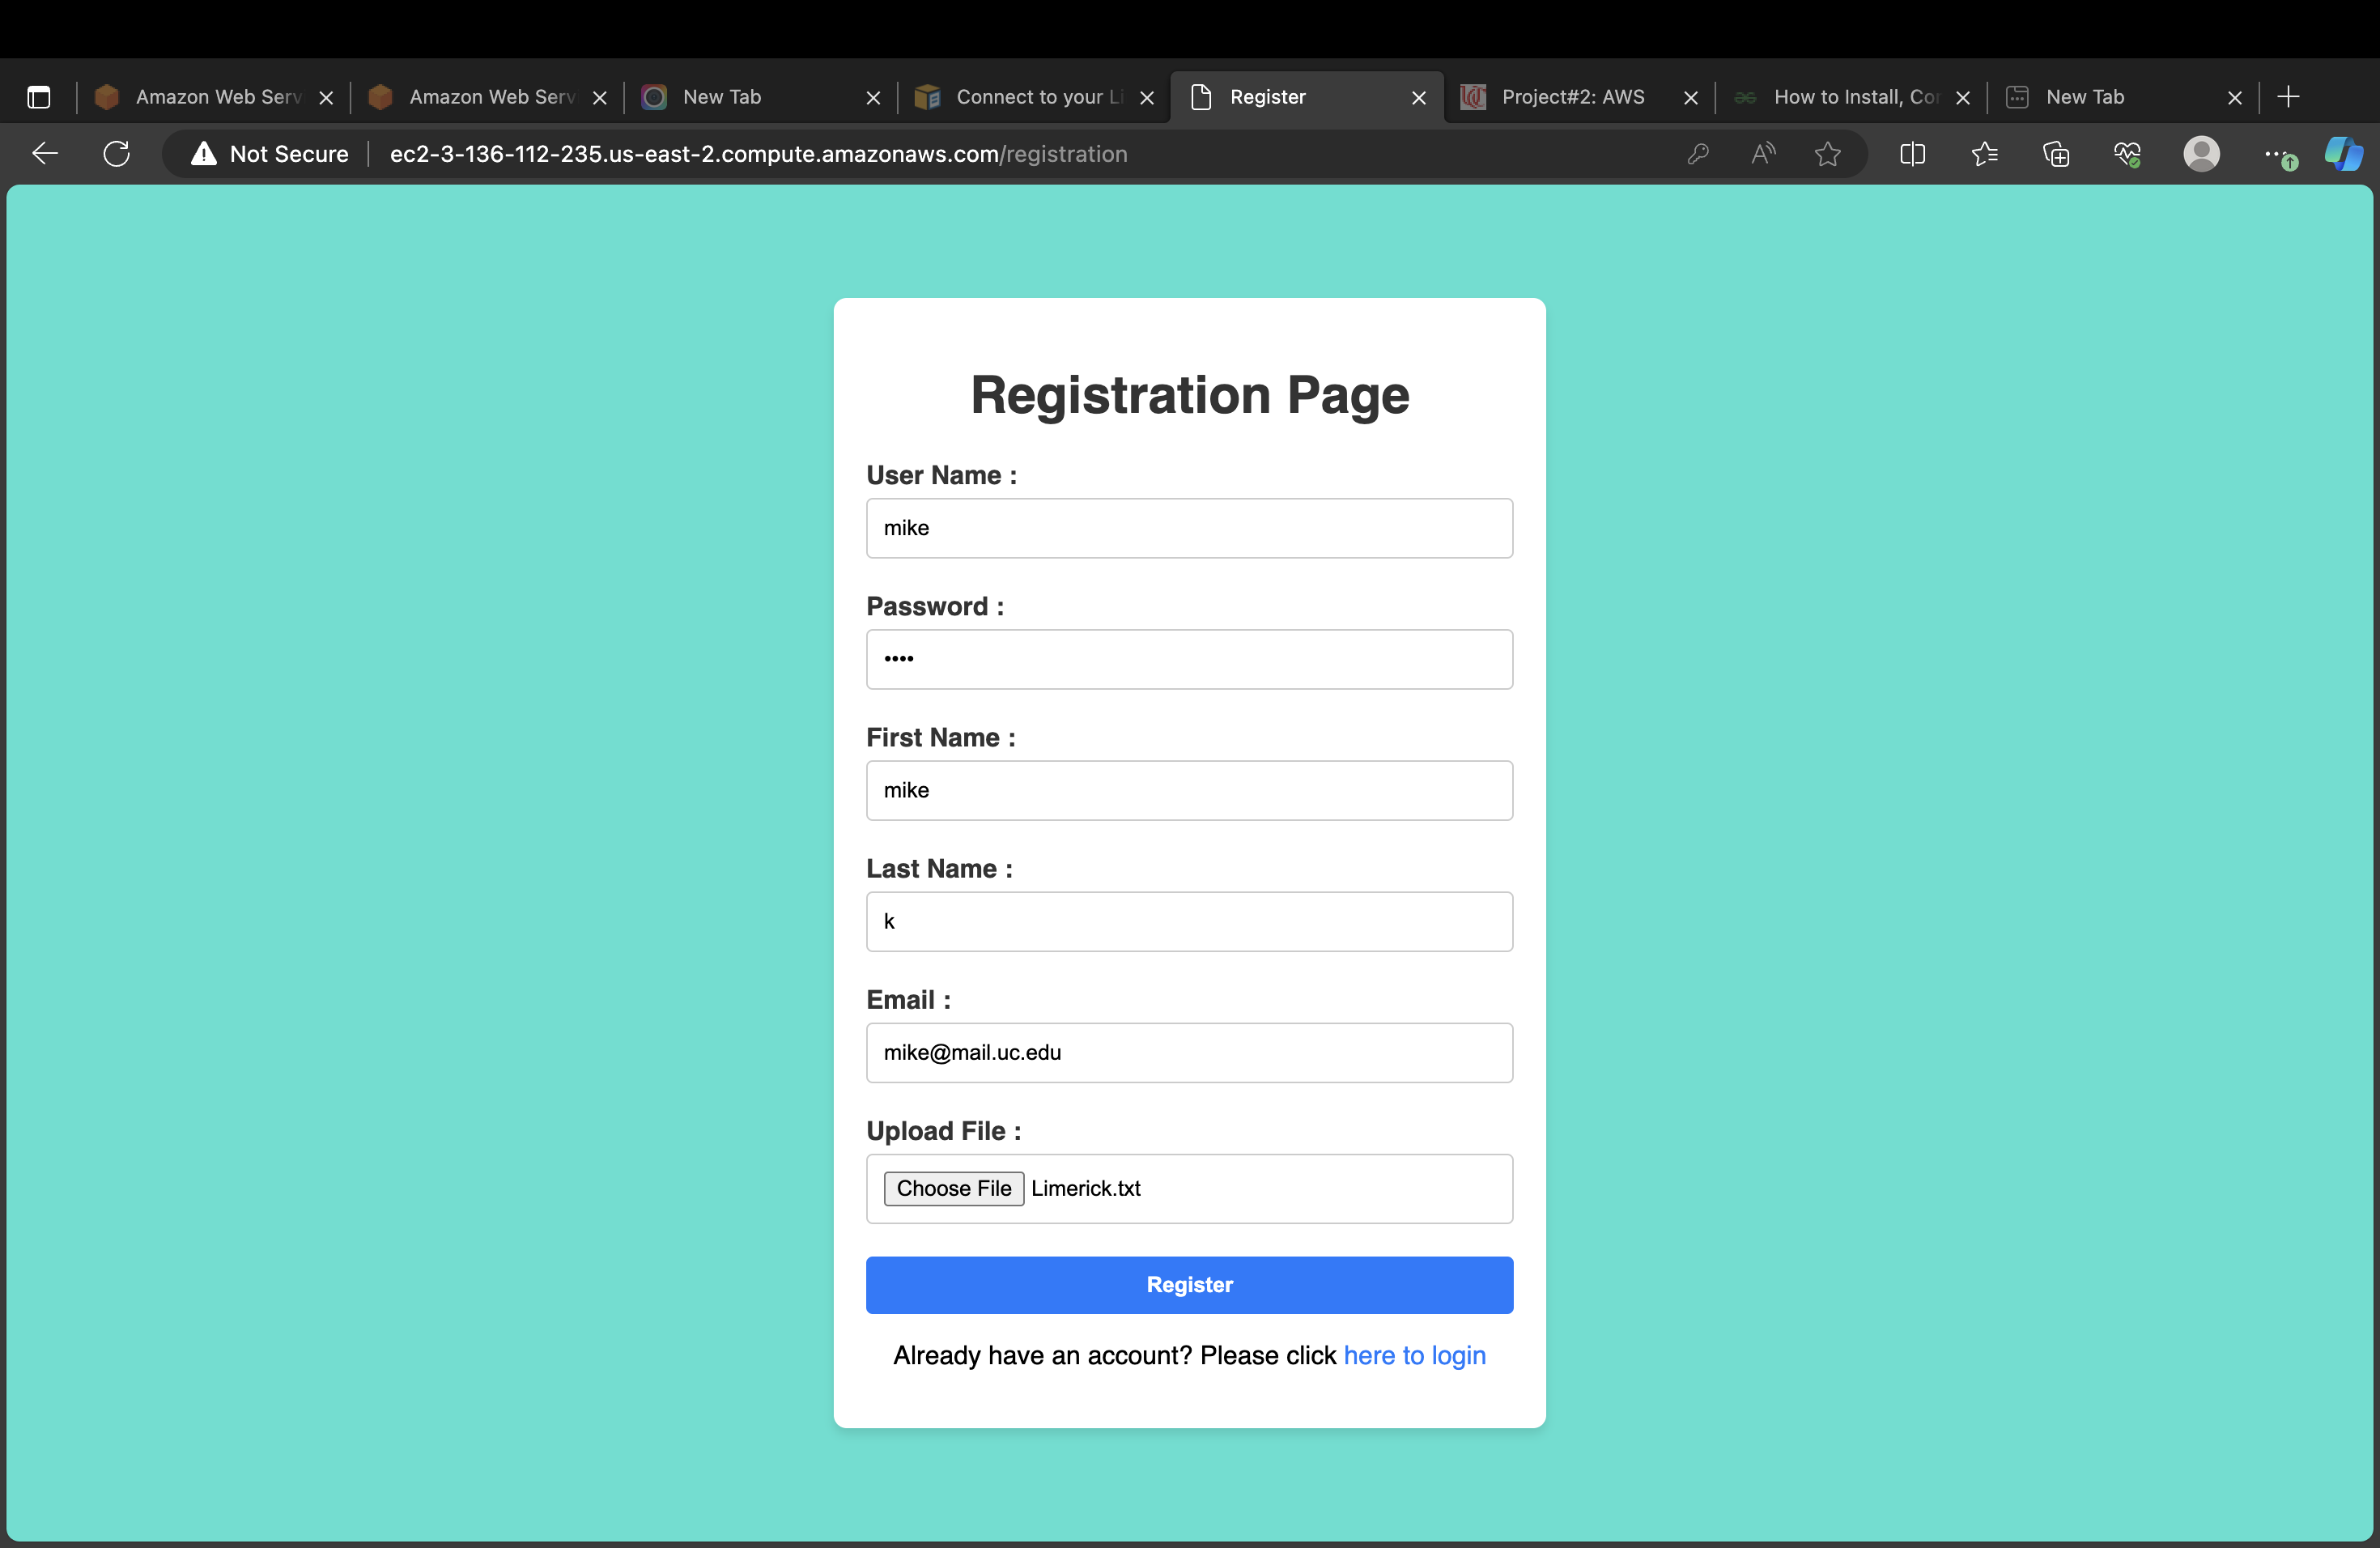 Amazon Web Serv
Amazon Web Serv
New Tab
Connect to your Li
Register
Project#2: AWS
How to Install, Cor
New Tab
Not Secure
ec2-3-136-112-235.us-east-2.compute.amazonaws.com/registration
Registration Page
User Name :
mike
Password :
••••
First Name :
mike
Last Name :
k
Email :
mike@mail.uc.edu
Upload File :
Choose File Limerick.txt
Register
Already have an account? Please click here to login